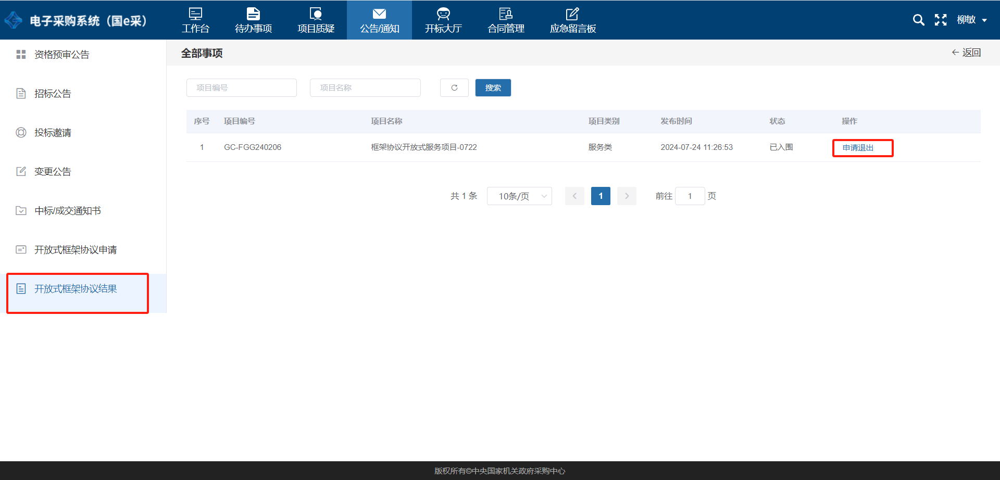 电子采购系统（国e采）
工作台
待办事项
项目质疑
公告/通知
开标大厅
合同管理
应急留言板
柳敏
资格预审公告
招标公告
投标邀请
变更公告
中标/成交通知书
开放式框架协议申请
开放式框架协议结果
全部事项
返回
项目编号
项目名称
搜索
序号 项目编号 项目名称 项目类别 发布时间 状态 操作
1 GC-FGG240206 框架协议开放式服务项目-0722 服务类 2024-07-24 11:26:53 已入围 申请退出
共 1 条 10条/页 1 前往 1 页
版权所有©中央国家机关政府采购中心